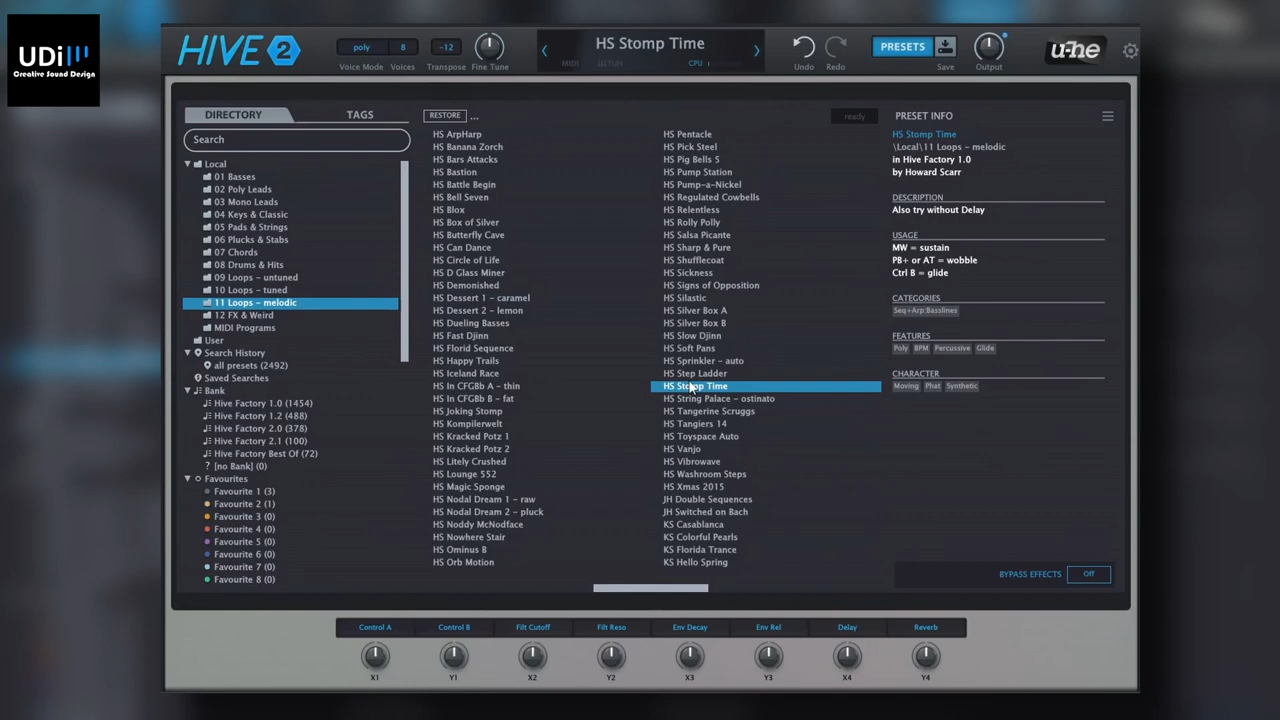 UDi
Creative Sound Design
HIVE 2
poly 8 -12
Voice Mode Voices Transpose Fine Tune
HS Stomp Time
MIDI TUN CPU
Undo Redo
PRESETS
Save Output
u-he
DIRECTORY TAGS
Search
Local
01 Basses
02 Poly Leads
03 Mono Leads
04 Keys & Classic
05 Pads & Strings
06 Plucks & Stabs
07 Chords
08 Drums & Hits
09 Loops - untuned
10 Loops - tuned
11 Loops - melodic
12 FX & Weird
MIDI Programs
User
Search History
all presets (2492)
Saved Searches
Bank
Hive Factory 1.0 (1454)
Hive Factory 1.2 (488)
Hive Factory 2.0 (378)
Hive Factory 2.1 (100)
Hive Factory Best Of (72)
? [no Bank] (0)
Favourites
Favourite 1 (3)
Favourite 2 (1)
Favourite 3 (0)
Favourite 4 (0)
Favourite 5 (0)
Favourite 6 (0)
Favourite 7 (0)
Favourite 8 (0)
RESTORE ...
ready
HS ArpHarp
HS Banana Zorch
HS Bars Attacks
HS Bastion
HS Battle Begin
HS Bell Seven
HS Blox
HS Box of Silver
HS Butterfly Cave
HS Can Dance
HS Circle of Life
HS D Glass Miner
HS Demonished
HS Dessert 1 - caramel
HS Dessert 2 - lemon
HS Dueling Basses
HS Fast Djinn
HS Florid Sequence
HS Happy Trails
HS Iceland Race
HS In CFGBb A - thin
HS In CFGBb B - fat
HS Joking Stomp
HS Kompilerwelt
HS Kracked Potz 1
HS Kracked Potz 2
HS Litely Crushed
HS Lounge 552
HS Magic Sponge
HS Nodal Dream 1 - raw
HS Nodal Dream 2 - pluck
HS Noddy McNodface
HS Nowhere Stair
HS Ominus B
HS Orb Motion
HS Pentacle
HS Pick Steel
HS Pig Bells 5
HS Pump Station
HS Pump-a-Nickel
HS Regulated Cowbells
HS Relentless
HS Rolly Polly
HS Salsa Picante
HS Sharp & Pure
HS Shufflecoat
HS Sickness
HS Signs of Opposition
HS Silastic
HS Silver Box A
HS Silver Box B
HS Slow Djinn
HS Soft Pans
HS Sprinkler - auto
HS Step Ladder
HS Stomp Time
HS String Palace - ostinato
HS Tangerine Scruggs
HS Tangiers 14
HS Toyspace Auto
HS Vanjo
HS Vibrowave
HS Washroom Steps
HS Xmas 2015
JH Double Sequences
JH Switched on Bach
KS Casablanca
KS Colorful Pearls
KS Florida Trance
KS Hello Spring
PRESET INFO
HS Stomp Time
\Local\11 Loops - melodic
in Hive Factory 1.0
by Howard Scarr
DESCRIPTION
Also try without Delay
USAGE
MW = sustain
PB+ or AT = wobble
Ctrl B = glide
CATEGORIES
Seq+Arp:Basslines
FEATURES
Poly BPM Percussive Glide
CHARACTER
Moving Phat Synthetic
BYPASS EFFECTS Off
Control A Control B Filt Cutoff Filt Reso Env Decay Env Rel Delay Reverb
X1 Y1 X2 Y2 X3 Y3 X4 Y4